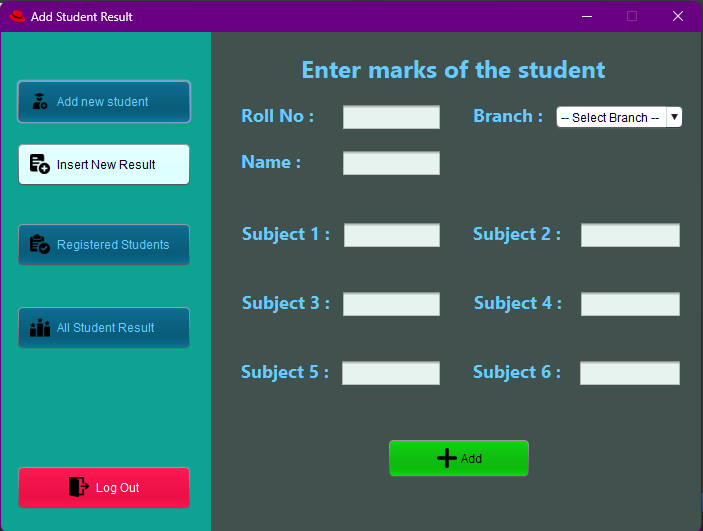 Add Student Result
Add new student
Insert New Result
Registered Students
All Student Result
Log Out
Enter marks of the student
Roll No :
Branch :
-- Select Branch --
Name :
Subject 1 :
Subject 2 :
Subject 3 :
Subject 4 :
Subject 5 :
Subject 6 :
Add